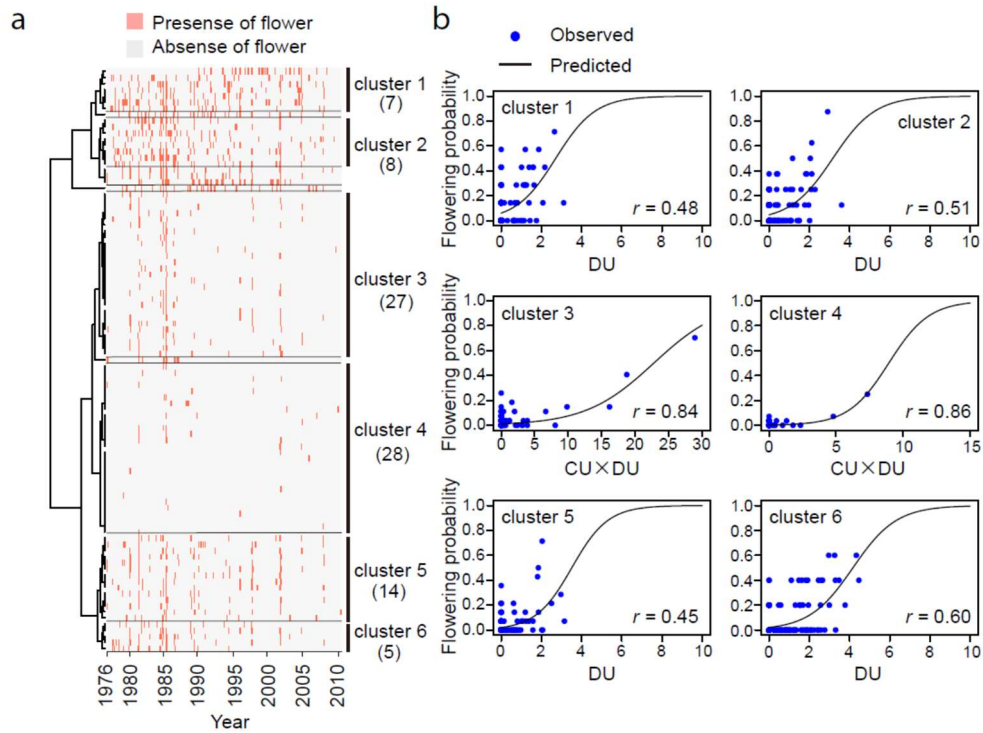 a
Presense of flower
Absense of flower
cluster 1
(7)
cluster 2
(8)
cluster 3
(27)
cluster 4
(28)
cluster 5
(14)
cluster 6
(5)
1976
1980
1985
1990
1995
2000
2005
2010
Year
b
Observed
Predicted
Flowering probability
1.0
0.8
0.6
0.4
0.2
0.0
cluster 1
r = 0.48
0 2 4 6 8 10
DU
1.0
0.8
0.6
0.4
0.2
0.0
cluster 2
r = 0.51
0 2 4 6 8 10
DU
Flowering probability
1.0
0.8
0.6
0.4
0.2
0.0
cluster 3
r = 0.84
0 5 10 15 20 25 30
CU×DU
1.0
0.8
0.6
0.4
0.2
0.0
cluster 4
r = 0.86
0 5 10 15
CU×DU
Flowering probability
1.0
0.8
0.6
0.4
0.2
0.0
cluster 5
r = 0.45
0 2 4 6 8 10
DU
1.0
0.8
0.6
0.4
0.2
0.0
cluster 6
r = 0.60
0 2 4 6 8 10
DU